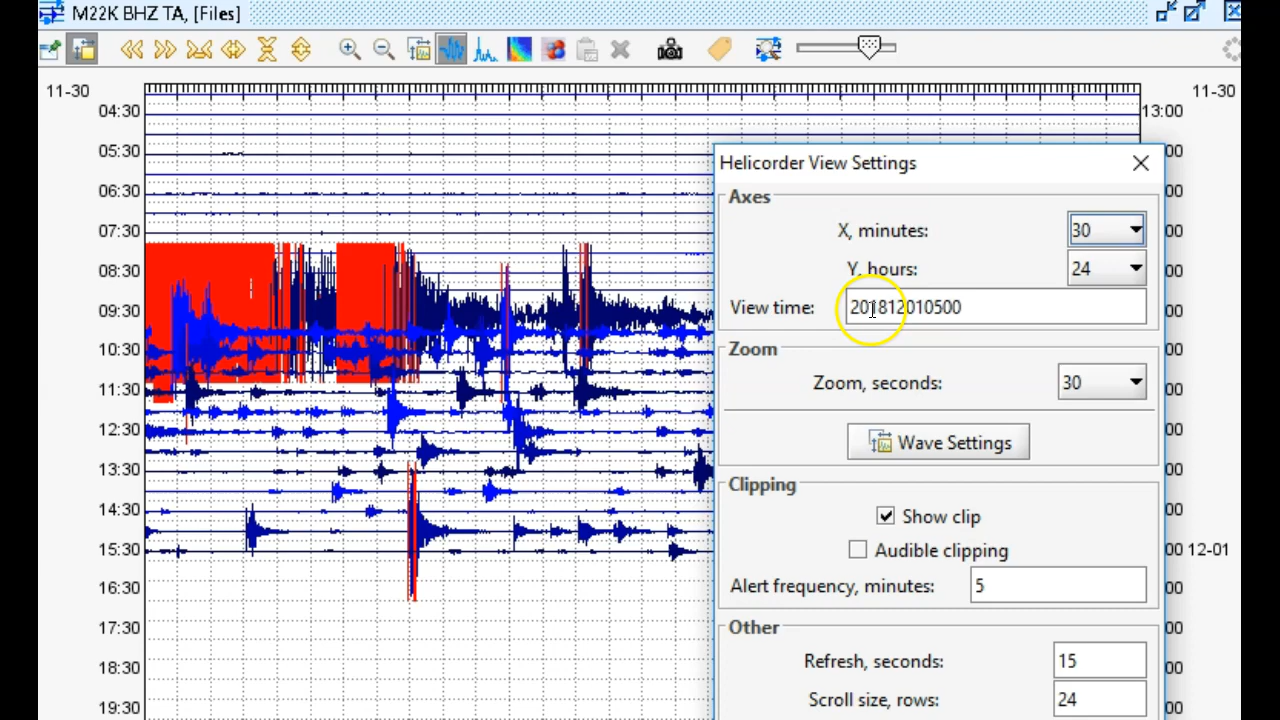 M22K BHZ TA, [Files]
11-30
11-30
04:30
13:00
05:30
00
Helicorder View Settings
Axes
06:30
00
X, minutes: 30
07:30
00
Y, hours: 24
08:30
00
View time: 201812010500
09:30
00
Zoom
10:30
00
Zoom, seconds: 30
11:30
00
Wave Settings
12:30
00
13:30
00
Clipping
Show clip
14:30
00
Audible clipping
15:30
00 12-01
Alert frequency, minutes: 5
16:30
00
Other
17:30
00
Refresh, seconds: 15
18:30
00
Scroll size, rows: 24
19:30
00